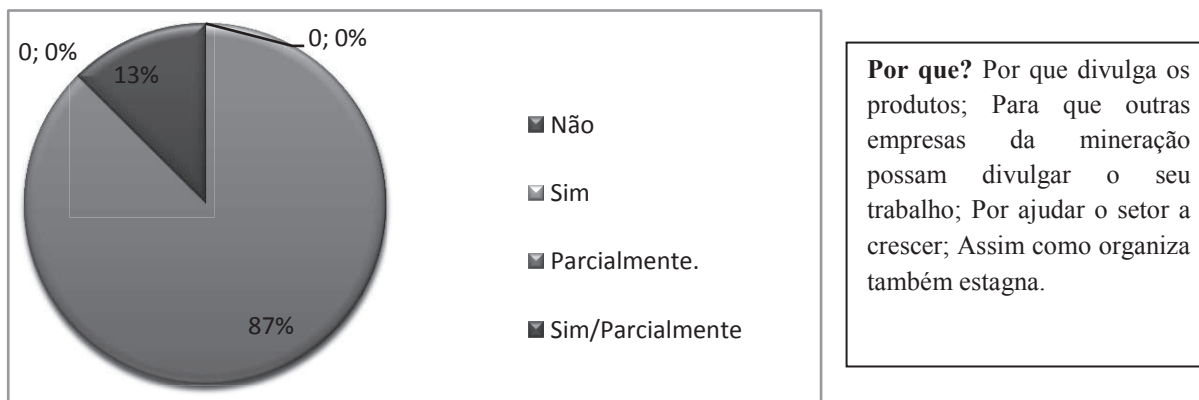 0; 0%
0; 0%
13%
87%
Não
Sim
Parcialmente.
Sim/Parcialmente
Por que? Por que divulga os
produtos; Para que outras
empresas da mineração
possam divulgar o seu
trabalho; Por ajudar o setor a
crescer; Assim como organiza
também estagna.